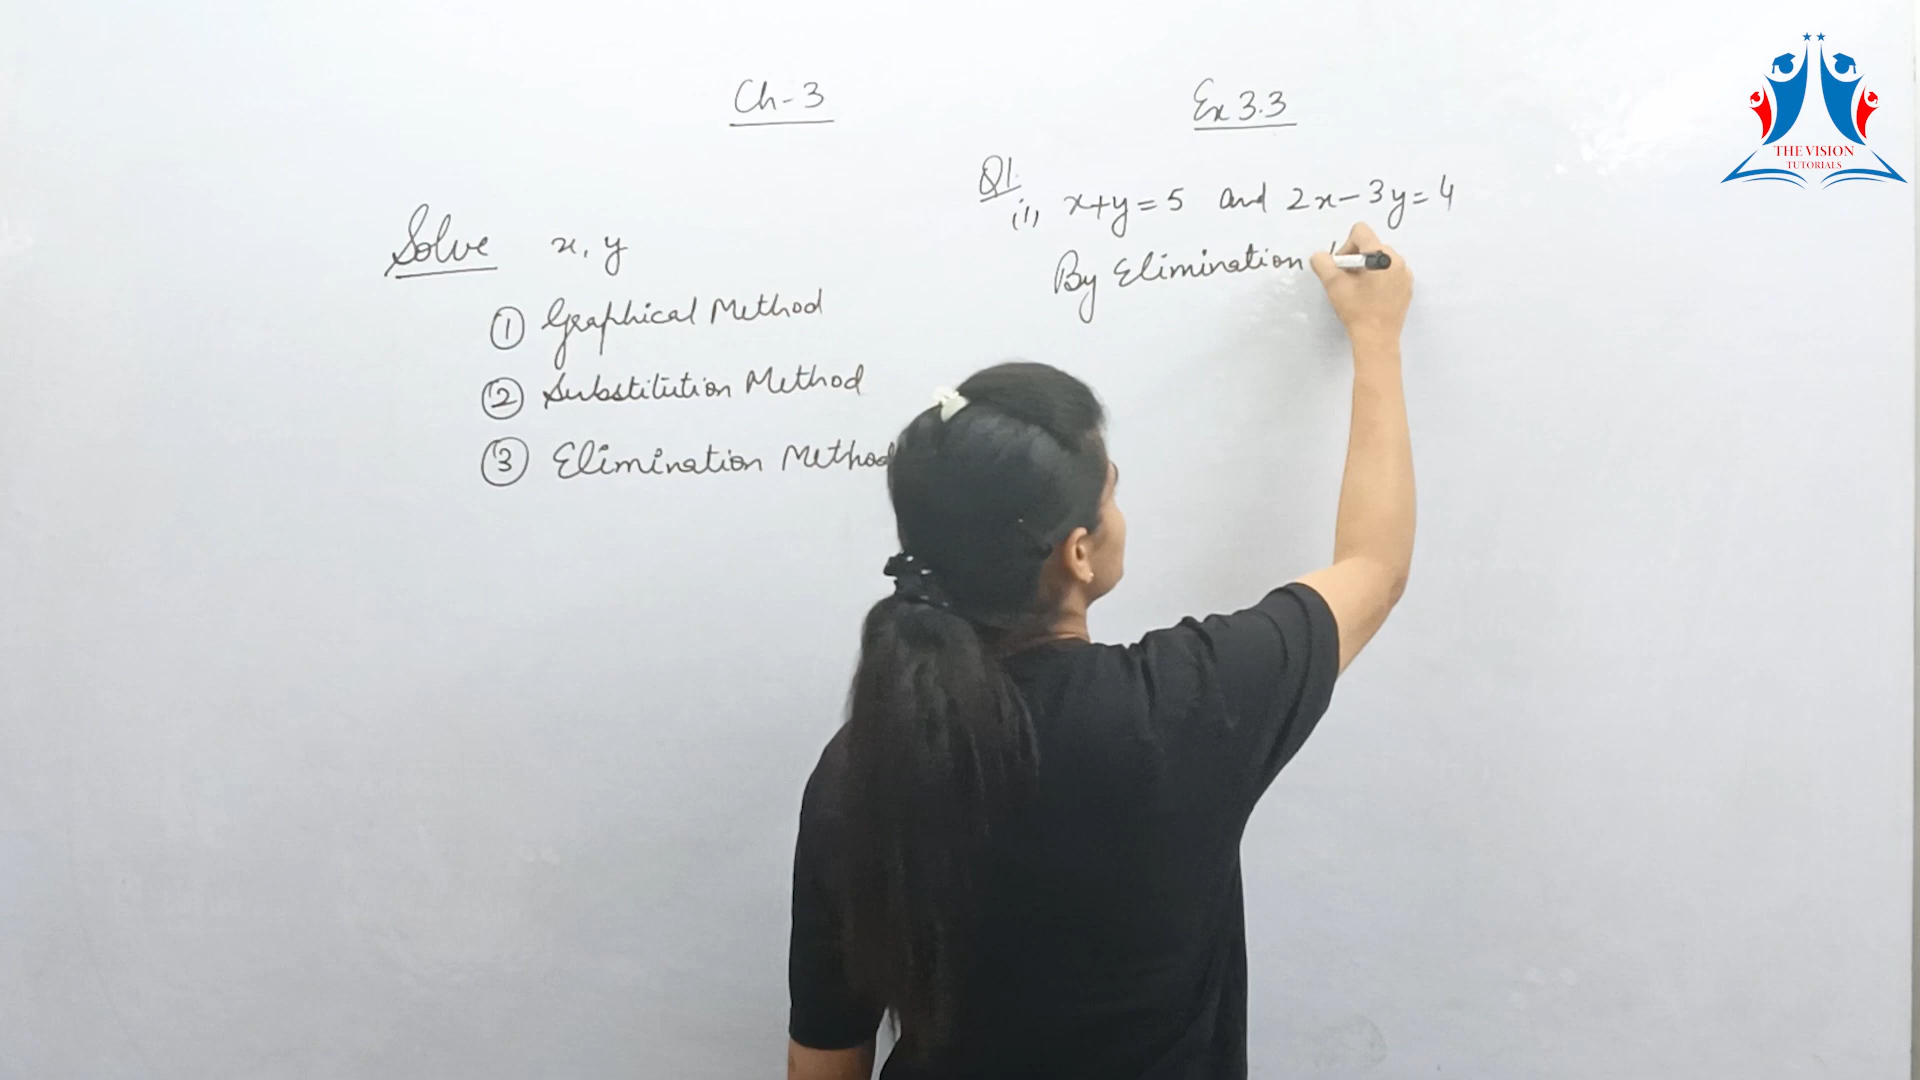 Ch-3
Solve x, y
① Graphical Method
② Substitution Method
③ Elimination Method
Ex 3.3
Q1.
(i) x+y=5 and 2x-3y=4
By Elimination
THE VISION
TUTORIALS